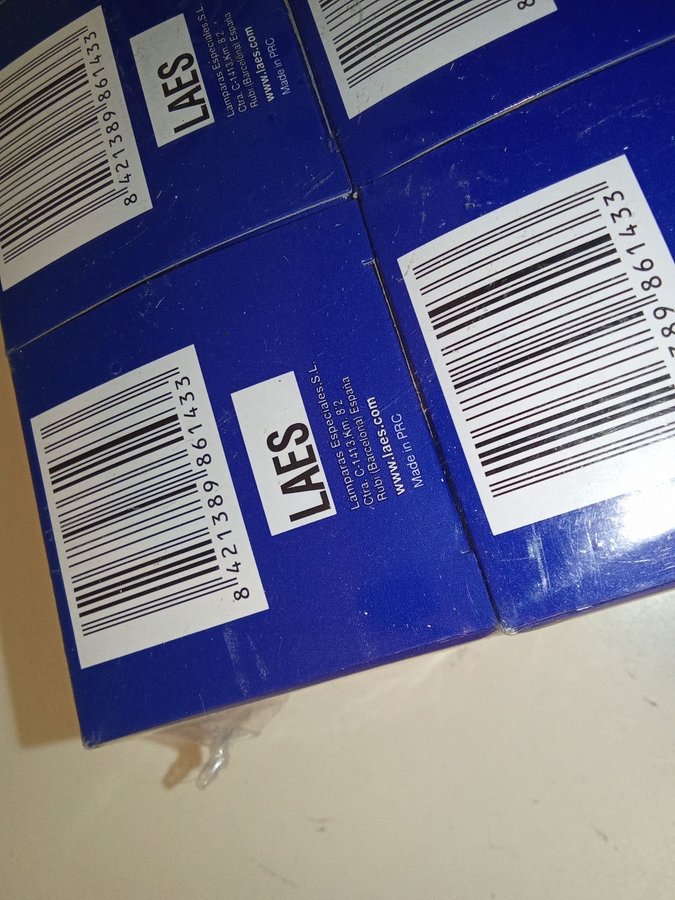 8 421389 861433
LAES
Lamparas Especiales,S.L.
Ctra. C-1413,Km. 8'2
Rubí (Barcelona) España
www.laes.com
Made in PRC
8
8 421389 861433
LAES
Lamparas Especiales,S.L.
Ctra. C-1413,Km. 8'2
Rubí (Barcelona) España
www.laes.com
Made in PRC
789 861433